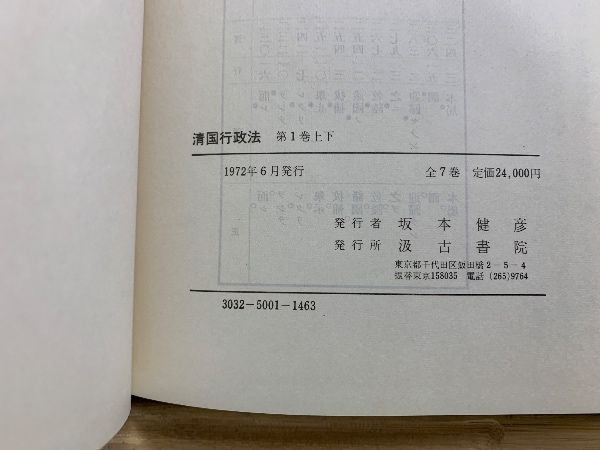 清国行政法 第1巻上下
1972年6月発行 全7巻 定価24,000円
発行者 坂本健彦
発行所 汲古書院
東京都千代田区飯田橋2-5-4
振替東京158035 電話(265)9764
3032-5001-1463